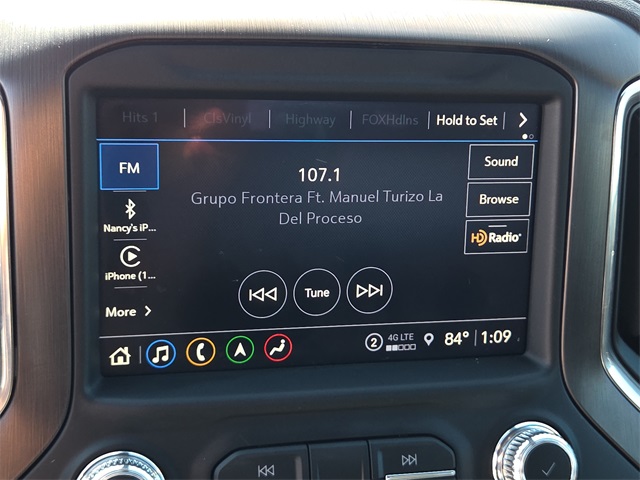 Hits 1 ClsVinyl Highway FOXHdlns Hold to Set
FM
107.1
Grupo Frontera Ft. Manuel Turizo La
Del Proceso
Sound
Browse
HD Radio
Nancy's iP...
iPhone (1...
More
Tune
2 4G LTE 84° 1:09